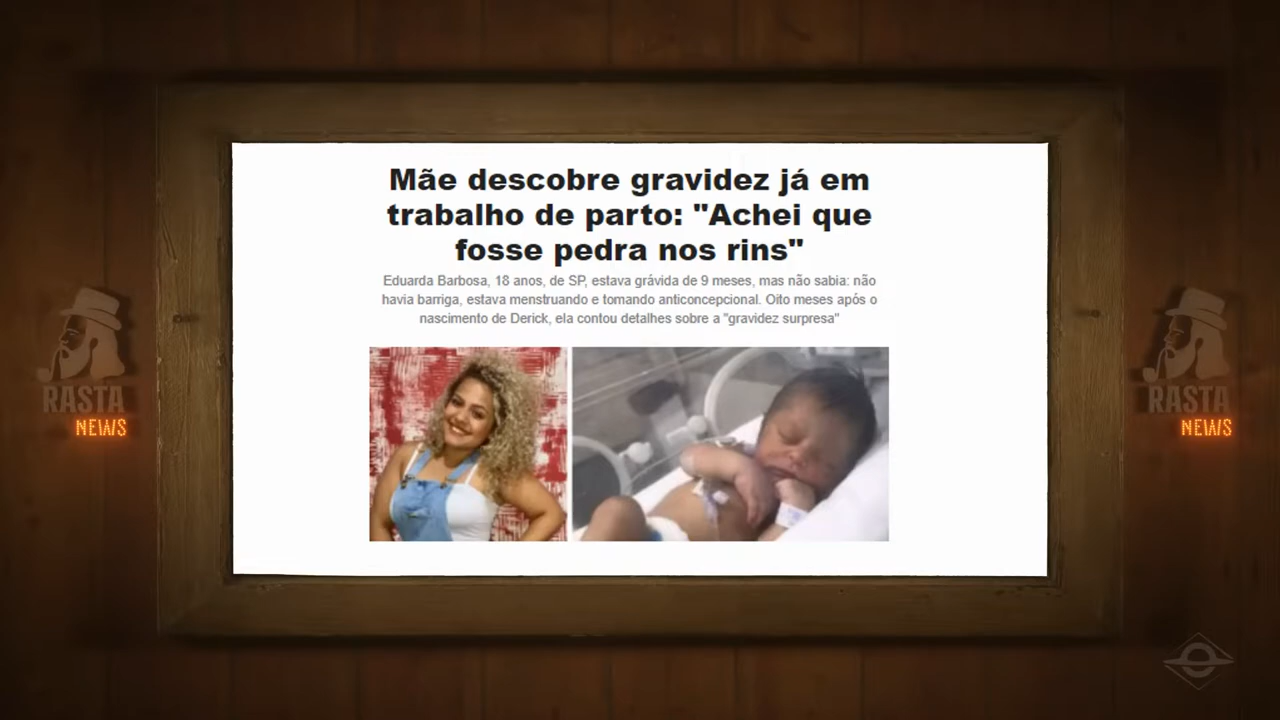 Mãe descobre gravidez já em
trabalho de parto: "Achei que
fosse pedra nos rins"
Eduarda Barbosa, 18 anos, de SP, estava grávida de 9 meses, mas não sabia: não
havia barriga, estava menstruando e tomando anticoncepcional. Oito meses após o
nascimento de Derick, ela contou detalhes sobre a "gravidez surpresa"
RASTA
NEWS
RASTA
NEWS